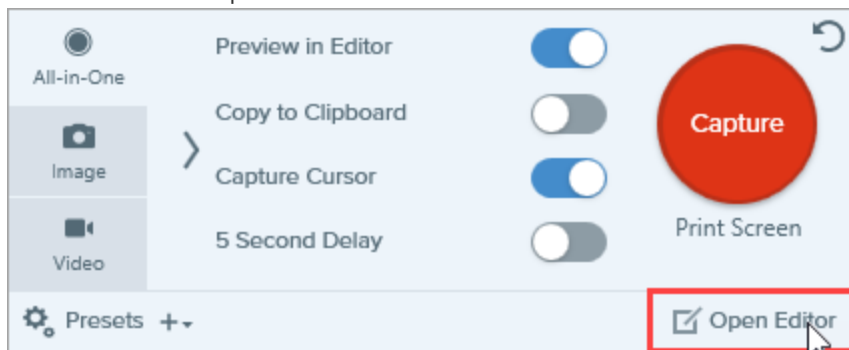 All-in-One
Image
Video
Preview in Editor
Copy to Clipboard
Capture Cursor
5 Second Delay
Capture
Print Screen
Presets
Open Editor